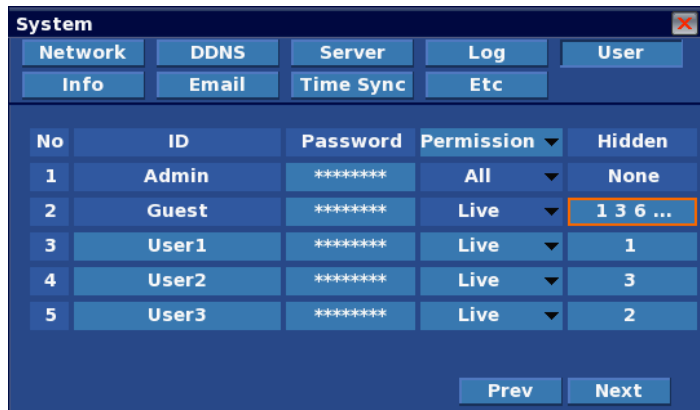 System
Network DDNS Server Log User
Info Email Time Sync Etc
No ID Password Permission Hidden
1 Admin ******** All None
2 Guest ******** Live 1 3 6 ...
3 User1 ******** Live 1
4 User2 ******** Live 3
5 User3 ******** Live 2
Prev Next